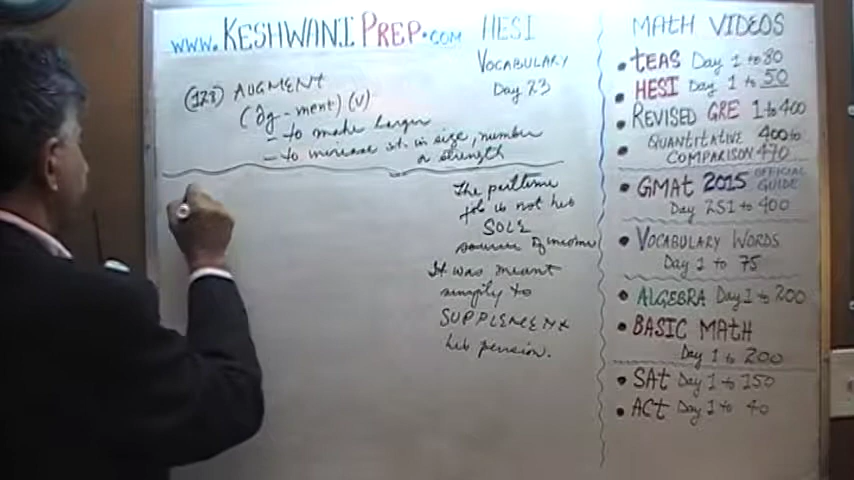 www.KESHWANIPREP.COM
HESI
VOCABULARY
Day 23
(123) AUGMENT
(ə̀g-ment) (v)
- to make larger
- to increase st. in size, number
or strength
The parttime
job is not his
SOLE
source of income
It was meant
simply to
SUPPLEMENT
his pension.
MATH VIDEOS
• TEAS Day 1 to 80
• HESI Day 1 to 50
• REVISED GRE 1 to 400
• QUANTITATIVE 400 to
COMPARISON 470
• GMAT 2015 OFFICIAL GUIDE
Day 251 to 400
• VOCABULARY WORDS
Day 1 to 75
• ALGEBRA Day 1 to 200
• BASIC MATH
Day 1 to 200
• SAT Day 1 to 150
• ACT Day 1 to 40